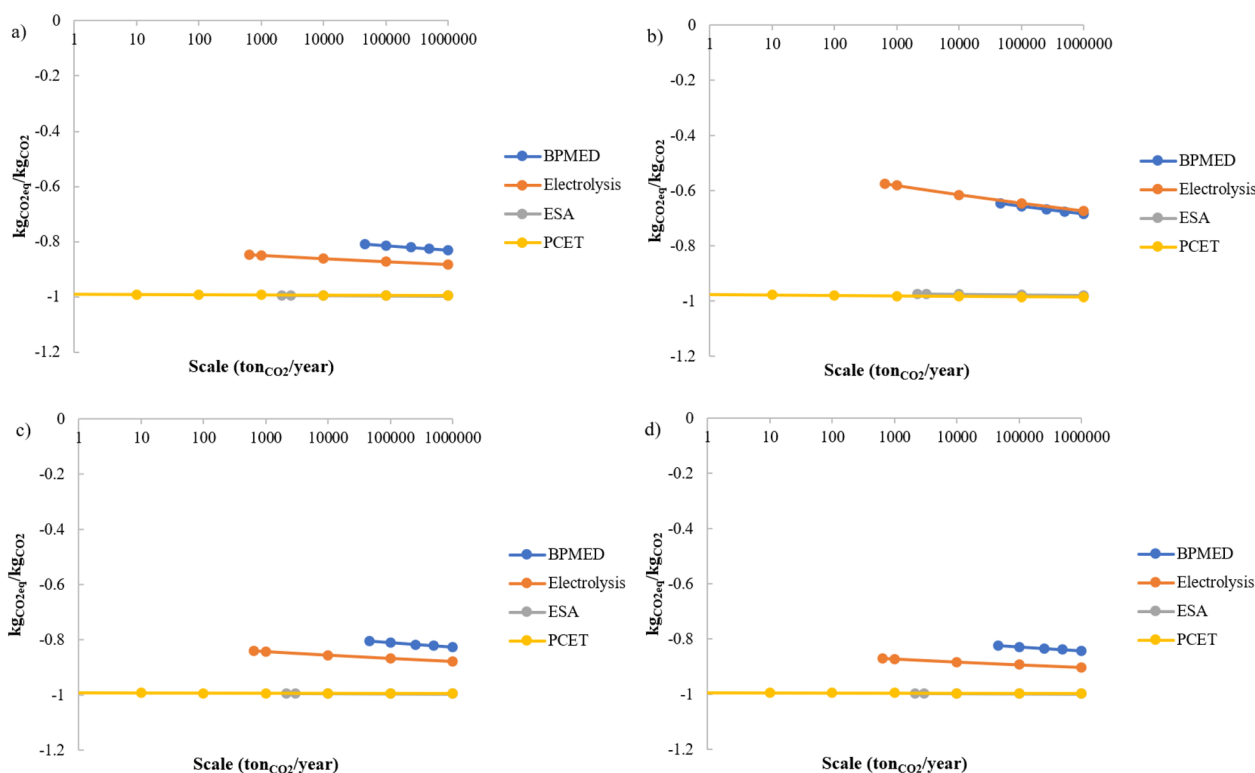 a)
0
1 10 100 1000 10000 100000 1000000
-0.2
-0.4
-0.6
-0.8
-1
-1.2
kgCO2eq/kgCO2
Scale (tonCO2/year)
BPMED
Electrolysis
ESA
PCET
b)
0
1 10 100 1000 10000 100000 1000000
-0.2
-0.4
-0.6
-0.8
-1
-1.2
kgCO2eq/kgCO2
Scale (tonCO2/year)
BPMED
Electrolysis
ESA
PCET
c)
0
1 10 100 1000 10000 100000 1000000
-0.2
-0.4
-0.6
-0.8
-1
-1.2
kgCO2eq/kgCO2
Scale (tonCO2/year)
BPMED
Electrolysis
ESA
PCET
d)
0
1 10 100 1000 10000 100000 1000000
-0.2
-0.4
-0.6
-0.8
-1
-1.2
kgCO2eq/kgCO2
Scale (tonCO2/year)
BPMED
Electrolysis
ESA
PCET